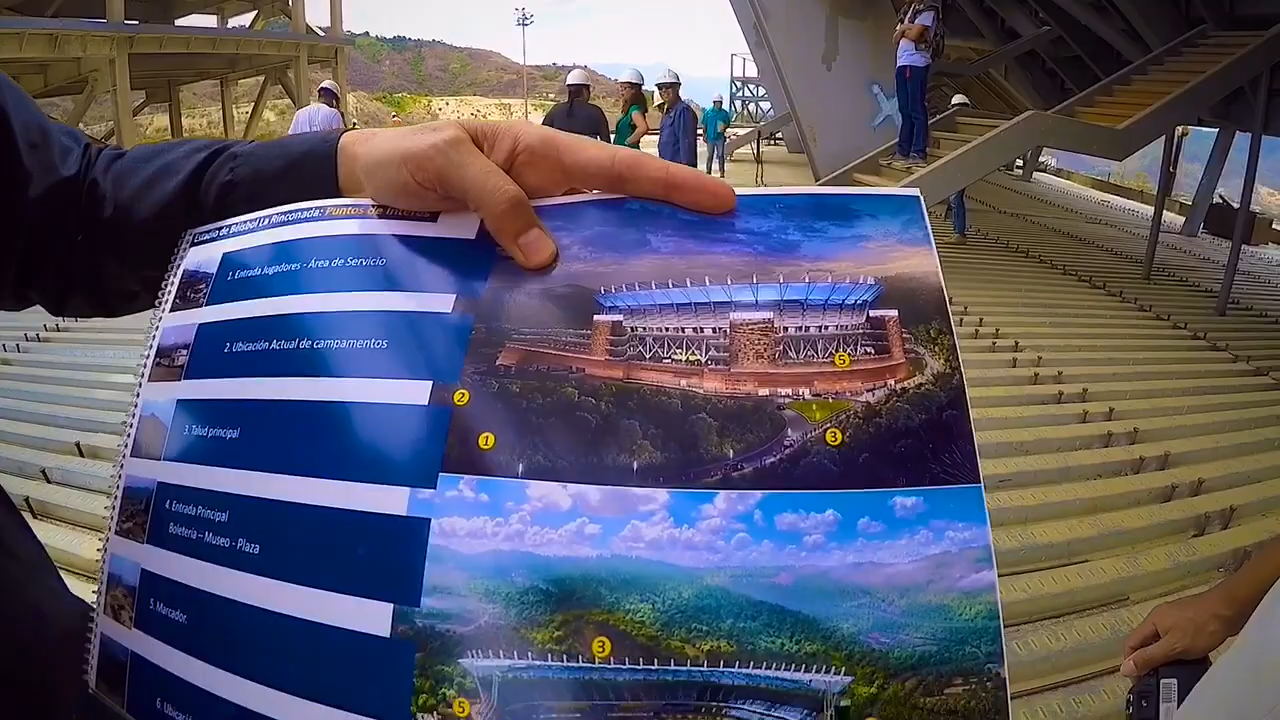 Estadio de Béisbol La Rinconada: Puntos de Interés
1. Entrada Jugadores - Área de Servicio
2. Ubicación Actual de campamentos
3. Talud principal
4. Entrada Principal
Boletería – Museo - Plaza
5. Marcador.
5
2
1
3
3
5